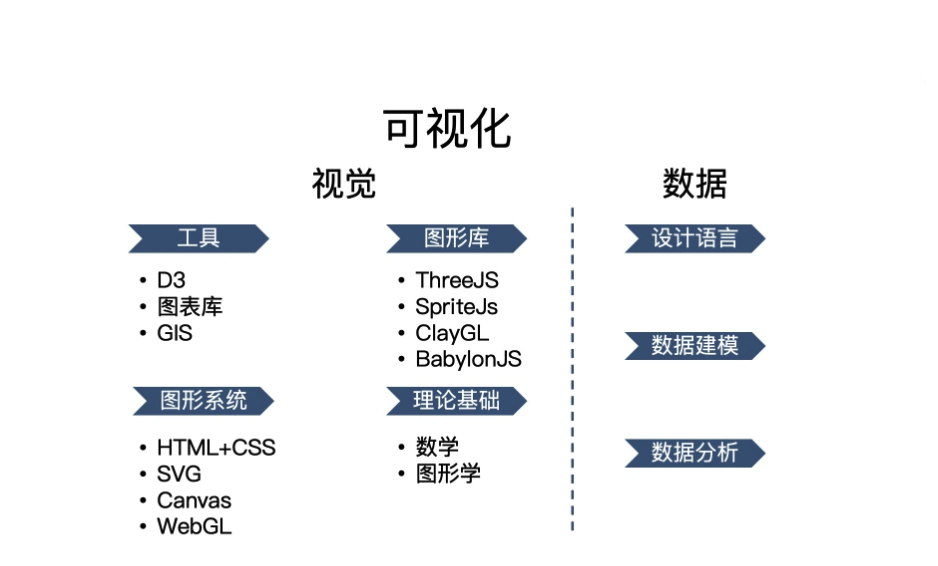 可视化
视觉
数据
工具
• D3
• 图表库
• GIS
图形库
• ThreeJS
• SpriteJs
• ClayGL
• BabylonJS
图形系统
• HTML+CSS
• SVG
• Canvas
• WebGL
理论基础
• 数学
• 图形学
设计语言
数据建模
数据分析